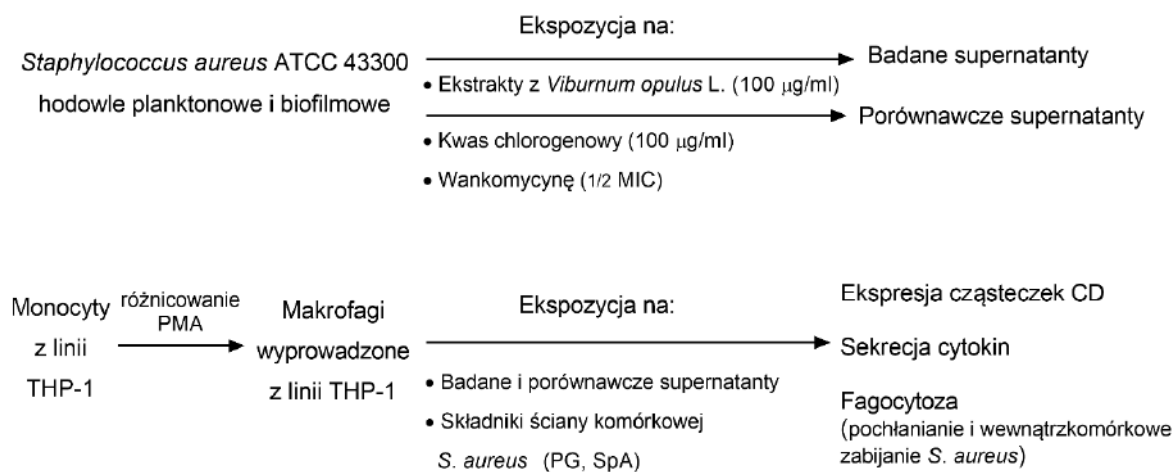 Ekspozycja na:
Staphylococcus aureus ATCC 43300
hodowle planktonowe i biofilmowe
Badane supernatanty
• Ekstrakty z Viburnum opulus L. (100 µg/ml)
Porównawcze supernatanty
• Kwas chlorogenowy (100 µg/ml)
• Wankomycynę (1/2 MIC)
Monocyty
z linii
THP-1
różnicowanie
PMA
Makrofagi
wyprowadzone
z linii THP-1
Ekspozycja na:
• Badane i porównawcze supernatanty
• Składniki ściany komórkowej
S. aureus (PG, SpA)
Ekspresja cząsteczek CD
Sekrecja cytokin
Fagocytoza
(pochłanianie i wewnątrzkomórkowe
zabijanie S. aureus)